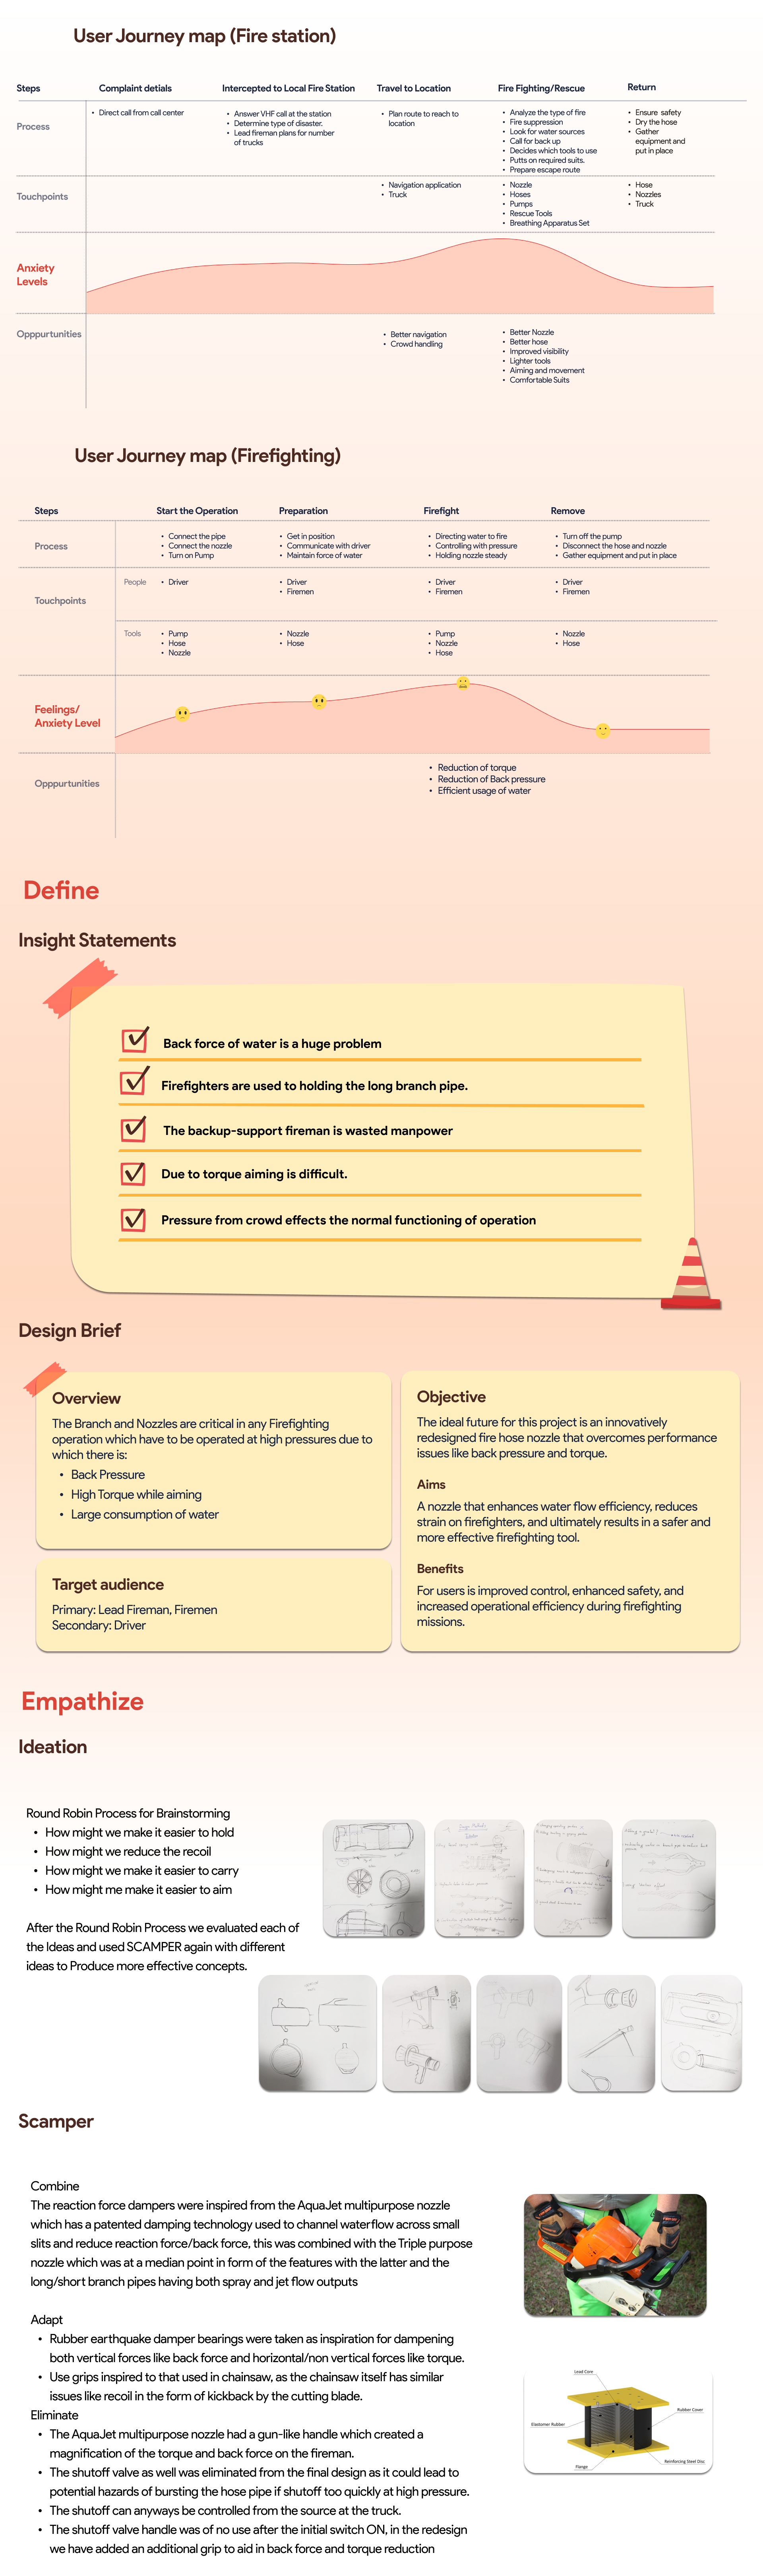 User Journey map (Fire station)
Steps
Complaint detials
Intercepted to Local Fire Station
Travel to Location
Fire Fighting/Rescue
Return
Process
• Direct call from call center
• Answer VHF call at the station
• Determine type of disaster.
• Lead fireman plans for number
of trucks
• Plan route to reach to
location
• Analyze the type of fire
• Fire suppression
• Look for water sources
• Call for back up
• Decides which tools to use
• Putts on required suits.
• Prepare escape route
• Ensure safety
• Dry the hose
• Gather
equipment and
put in place
Touchpoints
• Navigation application
• Truck
• Nozzle
• Hoses
• Pumps
• Rescue Tools
• Breathing Apparatus Set
• Hose
• Nozzles
• Truck
Anxiety
Levels
Opppurtunities
• Better navigation
• Crowd handling
• Better Nozzle
• Better hose
• Improved visibility
• Lighter tools
• Aiming and movement
• Comfortable Suits
User Journey map (Firefighting)
Steps
Start the Operation
Preparation
Firefight
Remove
Process
• Connect the pipe
• Connect the nozzle
• Turn on Pump
• Get in position
• Communicate with driver
• Maintain force of water
• Directing water to fire
• Controlling with pressure
• Holding nozzle steady
• Turn off the pump
• Disconnect the hose and nozzle
• Gather equipment and put in place
Touchpoints
People
• Driver
• Driver
• Firemen
• Driver
• Firemen
• Driver
• Firemen
Tools
• Pump
• Hose
• Nozzle
• Nozzle
• Hose
• Pump
• Nozzle
• Hose
• Nozzle
• Hose
Feelings/
Anxiety Level
Opppurtunities
• Reduction of torque
• Reduction of Back pressure
• Efficient usage of water
Define
Insight Statements
Back force of water is a huge problem
Firefighters are used to holding the long branch pipe.
The backup-support fireman is wasted manpower
Due to torque aiming is difficult.
Pressure from crowd effects the normal functioning of operation
Design Brief
Overview
The Branch and Nozzles are critical in any Firefighting
operation which have to be operated at high pressures due to
which there is:
• Back Pressure
• High Torque while aiming
• Large consumption of water
Target audience
Primary: Lead Fireman, Firemen
Secondary: Driver
Objective
The ideal future for this project is an innovatively
redesigned fire hose nozzle that overcomes performance
issues like back pressure and torque.
Aims
A nozzle that enhances water flow efficiency, reduces
strain on firefighters, and ultimately results in a safer and
more effective firefighting tool.
Benefits
For users is improved control, enhanced safety, and
increased operational efficiency during firefighting
missions.
Empathize
Ideation
Round Robin Process for Brainstorming
• How might we make it easier to hold
• How might we reduce the recoil
• How might we make it easier to carry
• How might me make it easier to aim
After the Round Robin Process we evaluated each of
the Ideas and used SCAMPER again with different
ideas to Produce more effective concepts.
Scamper
Combine
The reaction force dampers were inspired from the AquaJet multipurpose nozzle
which has a patented damping technology used to channel waterflow across small
slits and reduce reaction force/back force, this was combined with the Triple purpose
nozzle which was at a median point in form of the features with the latter and the
long/short branch pipes having both spray and jet flow outputs
Adapt
• Rubber earthquake damper bearings were taken as inspiration for dampening
both vertical forces like back force and horizontal/non vertical forces like torque.
• Use grips inspired to that used in chainsaw, as the chainsaw itself has similar
issues like recoil in the form of kickback by the cutting blade.
Eliminate
• The AquaJet multipurpose nozzle had a gun-like handle which created a
magnification of the torque and back force on the fireman.
• The shutoff valve as well was eliminated from the final design as it could lead to
potential hazards of bursting the hose pipe if shutoff too quickly at high pressure.
• The shutoff can anyways be controlled from the source at the truck.
• The shutoff valve handle was of no use after the initial switch ON, in the redesign
we have added an additional grip to aid in back force and torque reduction
Lead Core
Rubber Cover
Elastomer Rubber
Reinforcing Steel Disc
Flange